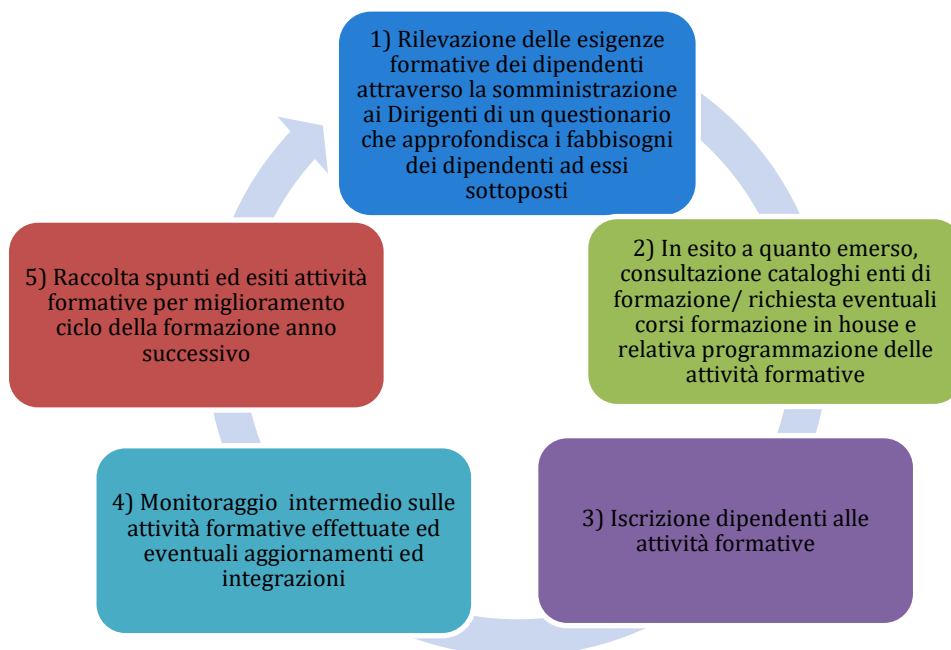 1) Rilevazione delle esigenze
formative dei dipendenti
attraverso la somministrazione
ai Dirigenti di un questionario
che approfondisca i fabbisogni
dei dipendenti ad essi
sottoposti
2) In esito a quanto emerso,
consultazione cataloghi enti di
formazione/ richiesta eventuali
corsi formazione in house e
relativa programmazione delle
attività formative
3) Iscrizione dipendenti alle
attività formative
4) Monitoraggio  intermedio sulle
attività formative effettuate ed
eventuali aggiornamenti ed
integrazioni
5) Raccolta spunti ed esiti attività
formative per miglioramento
ciclo della formazione anno
successivo